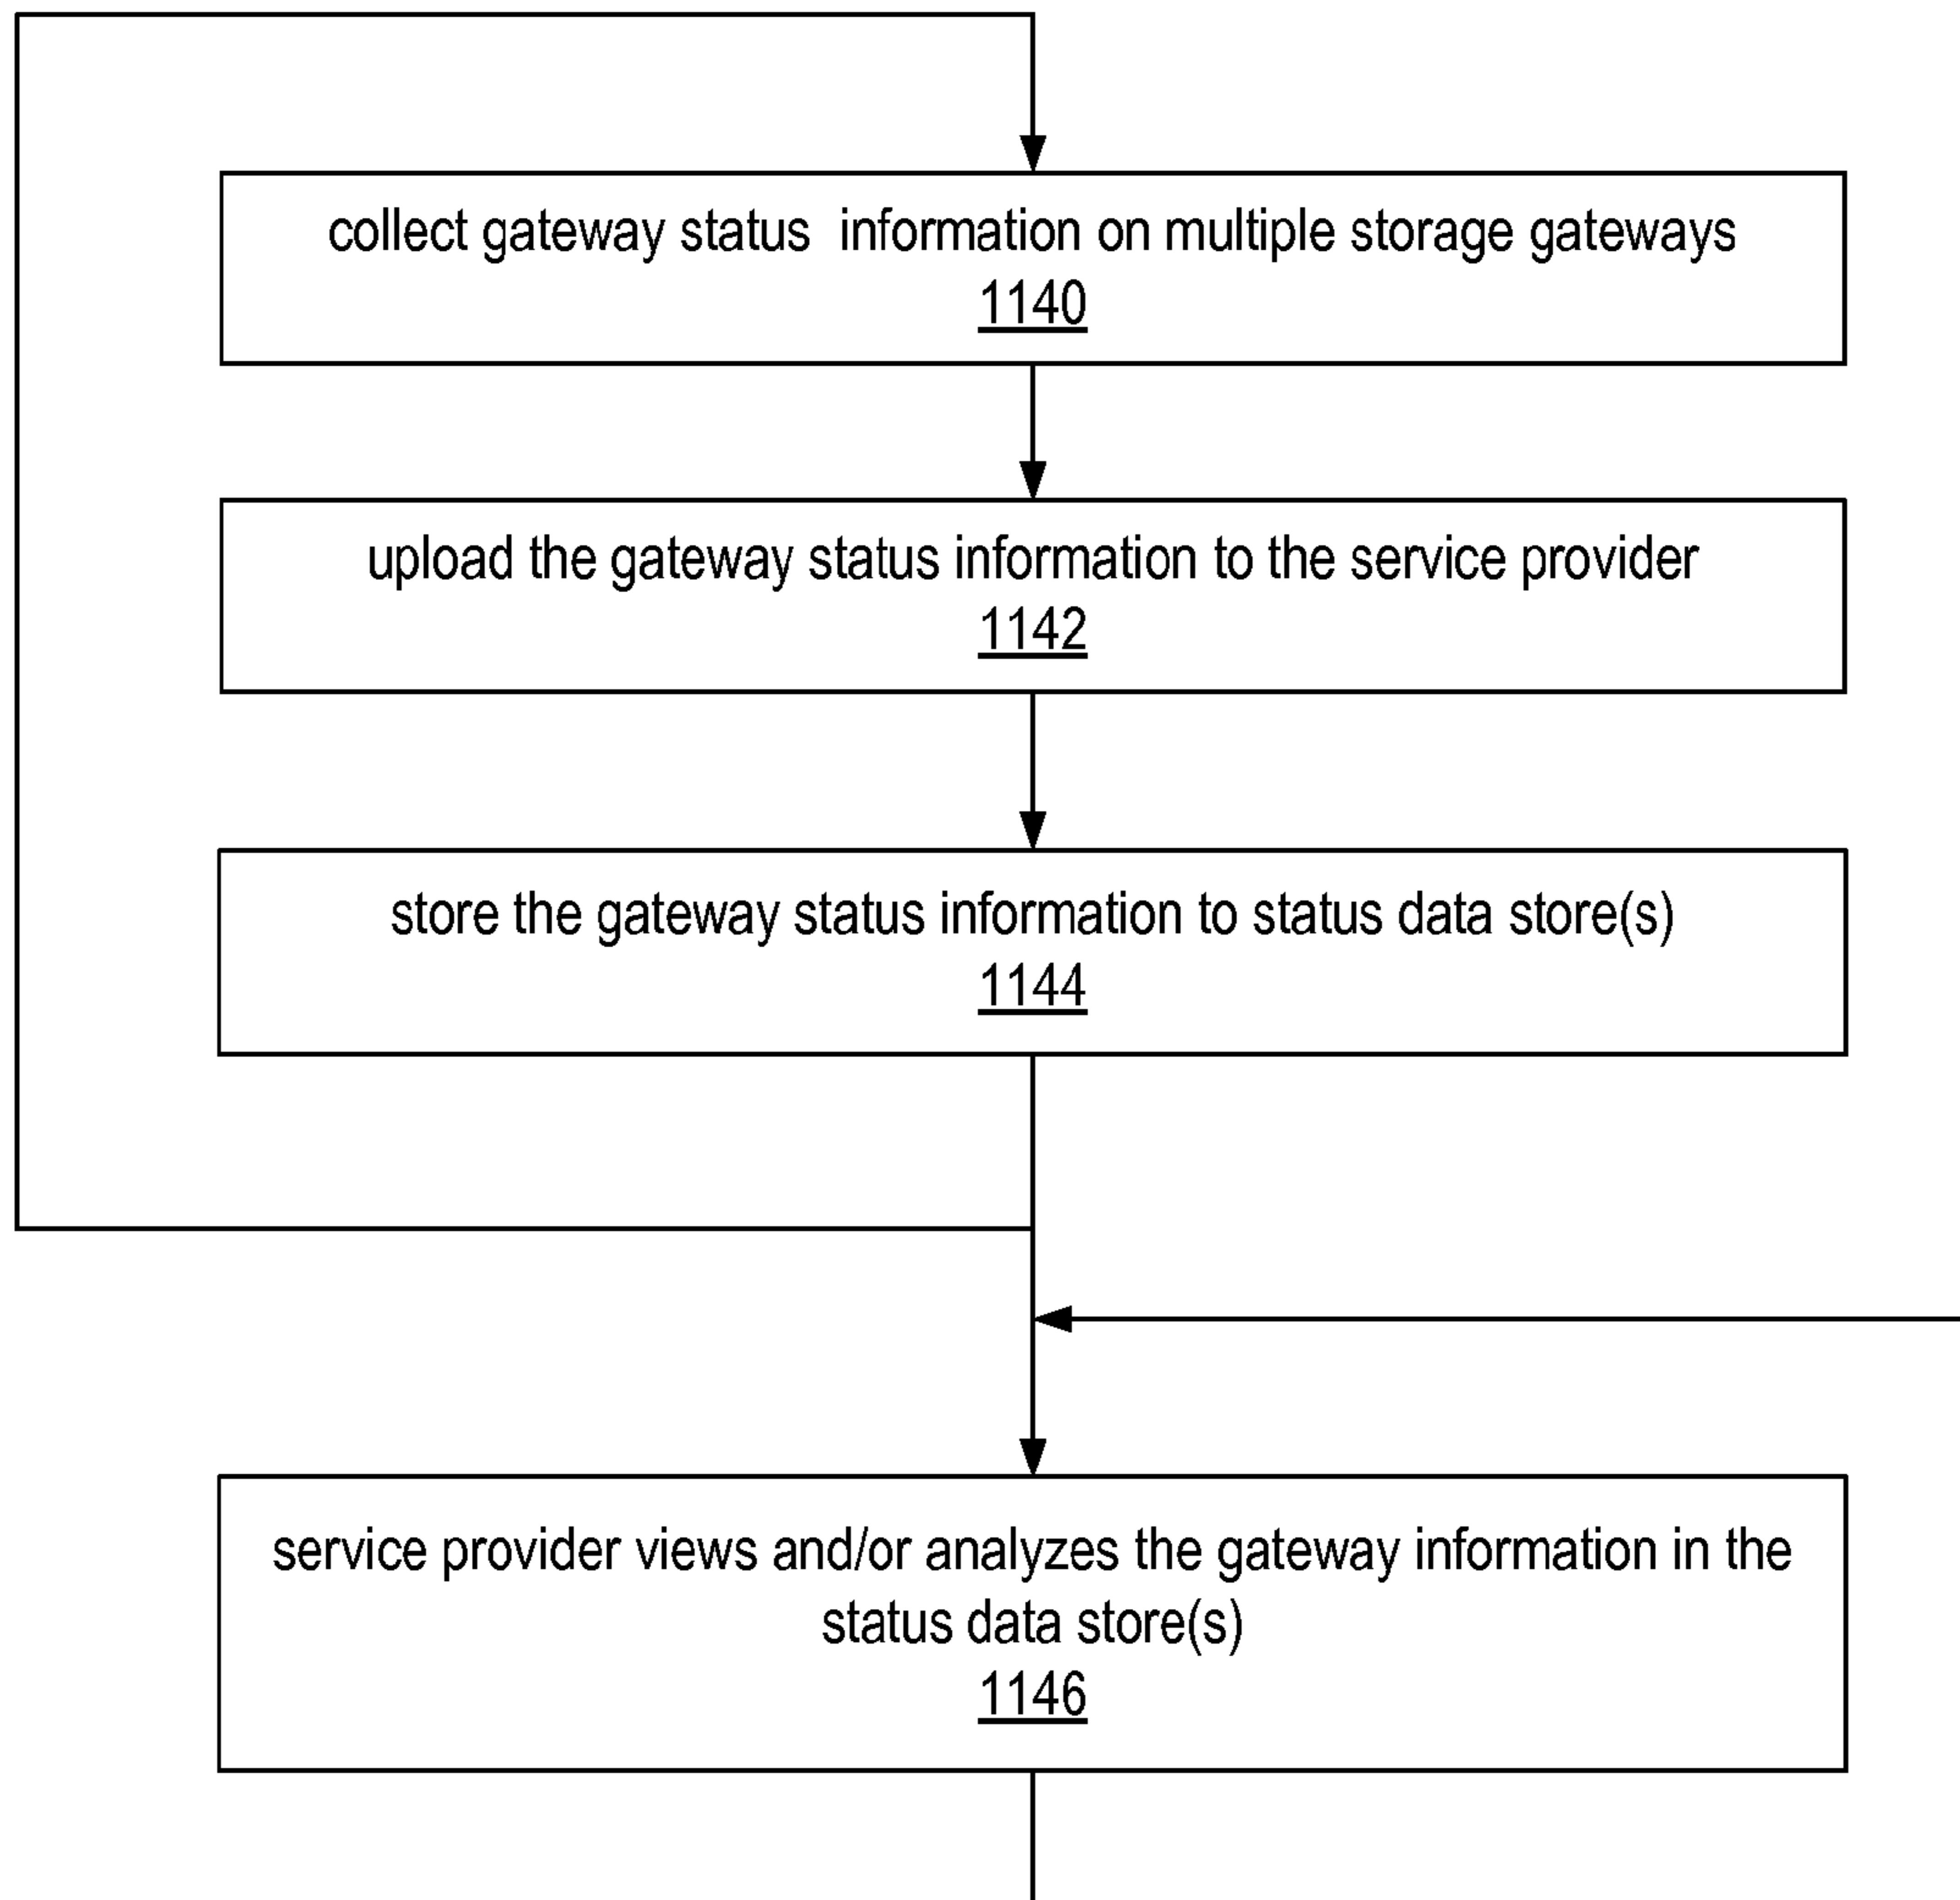 collect gateway status  information on multiple storage gateways
1140
upload the gateway status information to the service provider
1142
store the gateway status information to status data store(s)
1144
service provider views and/or analyzes the gateway information in the
status data store(s)
1146